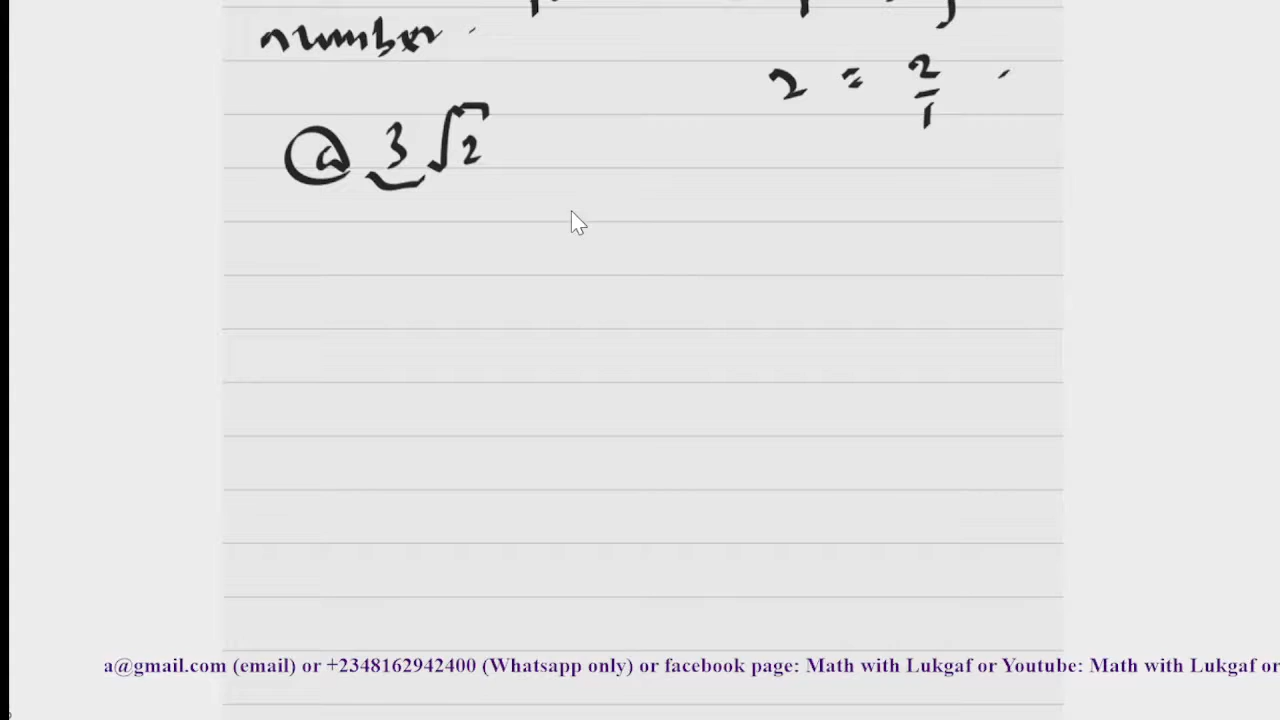 number.
2 = 2/1
(a) 3√2
a@gmail.com (email) or +2348162942400 (Whatsapp only) or facebook page: Math with Lukgaf or Youtube: Math with Lukgaf or